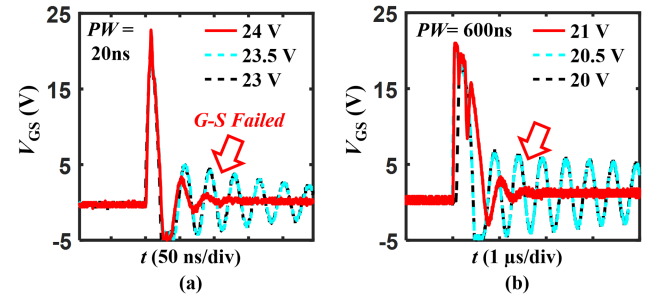 PW =
20ns
24 V
23.5 V
23 V
G-S Failed
25
15
5
-5
VGS (V)
t (50 ns/div)
(a)
PW= 600ns
21 V
20.5 V
20 V
25
15
5
-5
VGS (V)
t (1 µs/div)
(b)